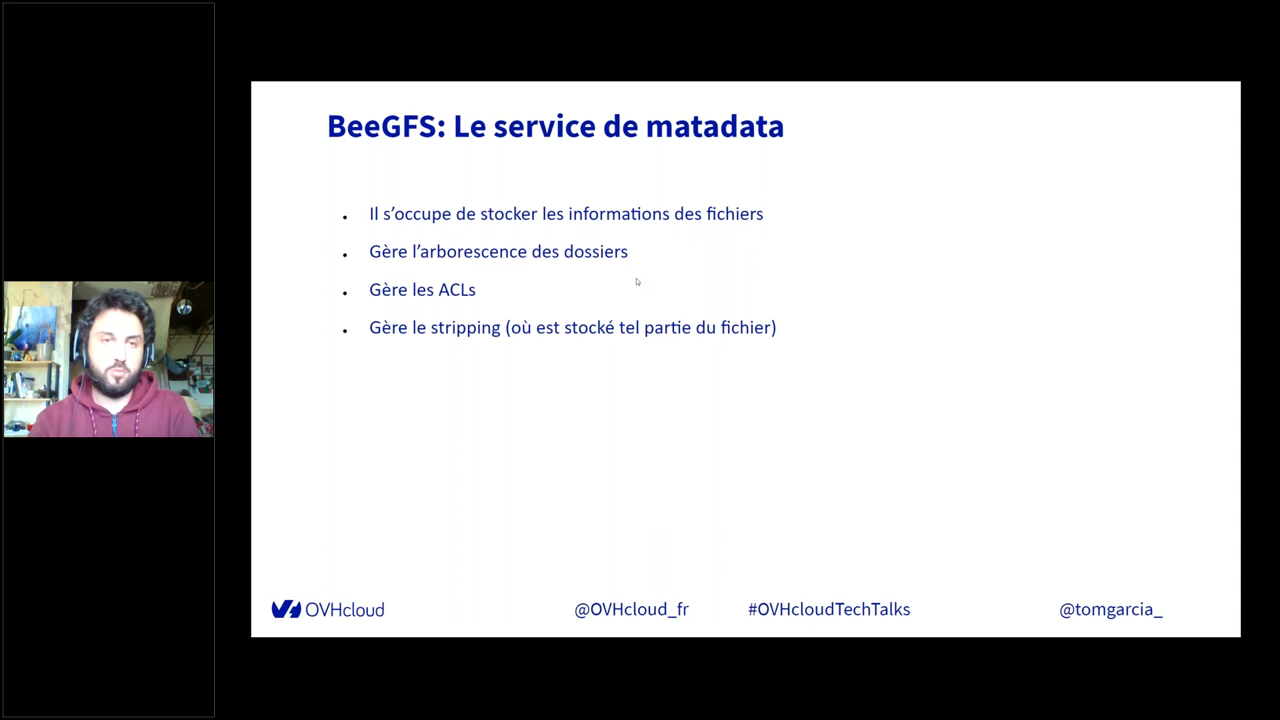 BeeGFS: Le service de matadata
Il s’occupe de stocker les informations des fichiers
Gère l’arborescence des dossiers
Gère les ACLs
Gère le stripping (où est stocké tel partie du fichier)
OVHcloud
@OVHcloud_fr
#OVHcloudTechTalks
@tomgarcia_